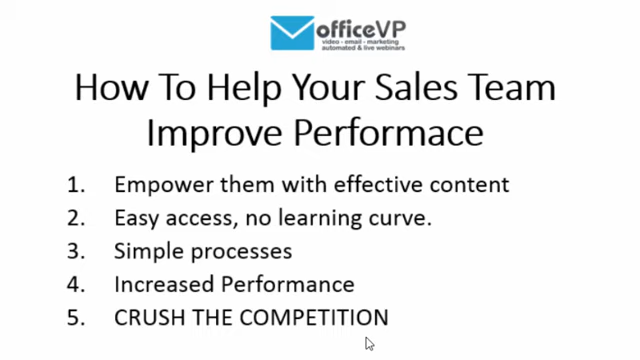 officeVP
video - email - marketing
automated & live webinars
How To Help Your Sales Team
Improve Performace
1. Empower them with effective content
2. Easy access, no learning curve.
3. Simple processes
4. Increased Performance
5. CRUSH THE COMPETITION